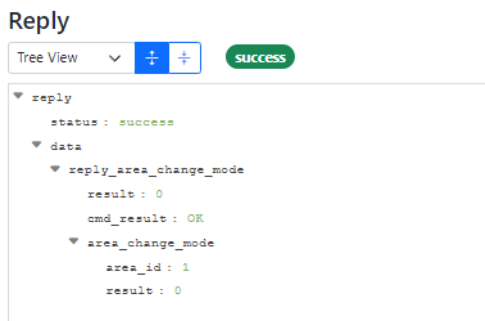 Reply
Tree View success
reply
status : success
data
reply_area_change_mode
result : 0
cmd_result : OK
area_change_mode
area_id : 1
result : 0